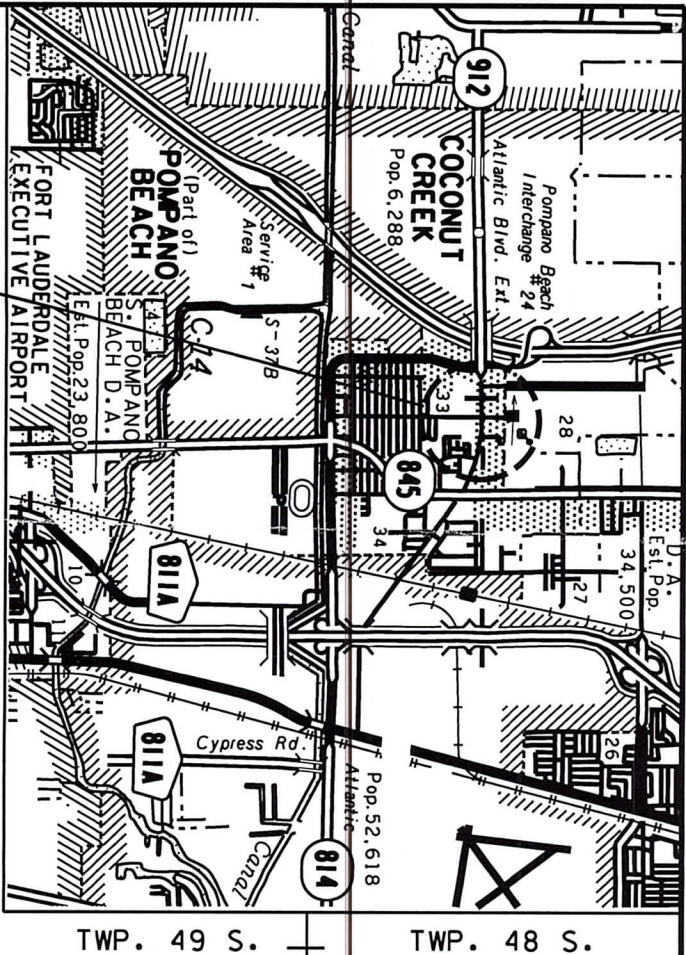 Canal
912
COCONUT
CREEK
Pop. 6,288
Atlantic Blvd. Ext.
Pompano Beach
Interchange # 24
(Part of)
POMPANO
BEACH
FORT LAUDERDALE
EXECUTIVE AIRPORT
Service # 1
Area
S-37B
C-14
S. POMPANO
BEACH D.A.
Est. Pop. 23,800
33
28
845
34
27
D.A.
Est. Pop.
34,500
10
11
811A
26
811A
Cypress Rd.
Pop. 52,618
Atlantic
Canal
814
TWP. 49 S.
TWP. 48 S.